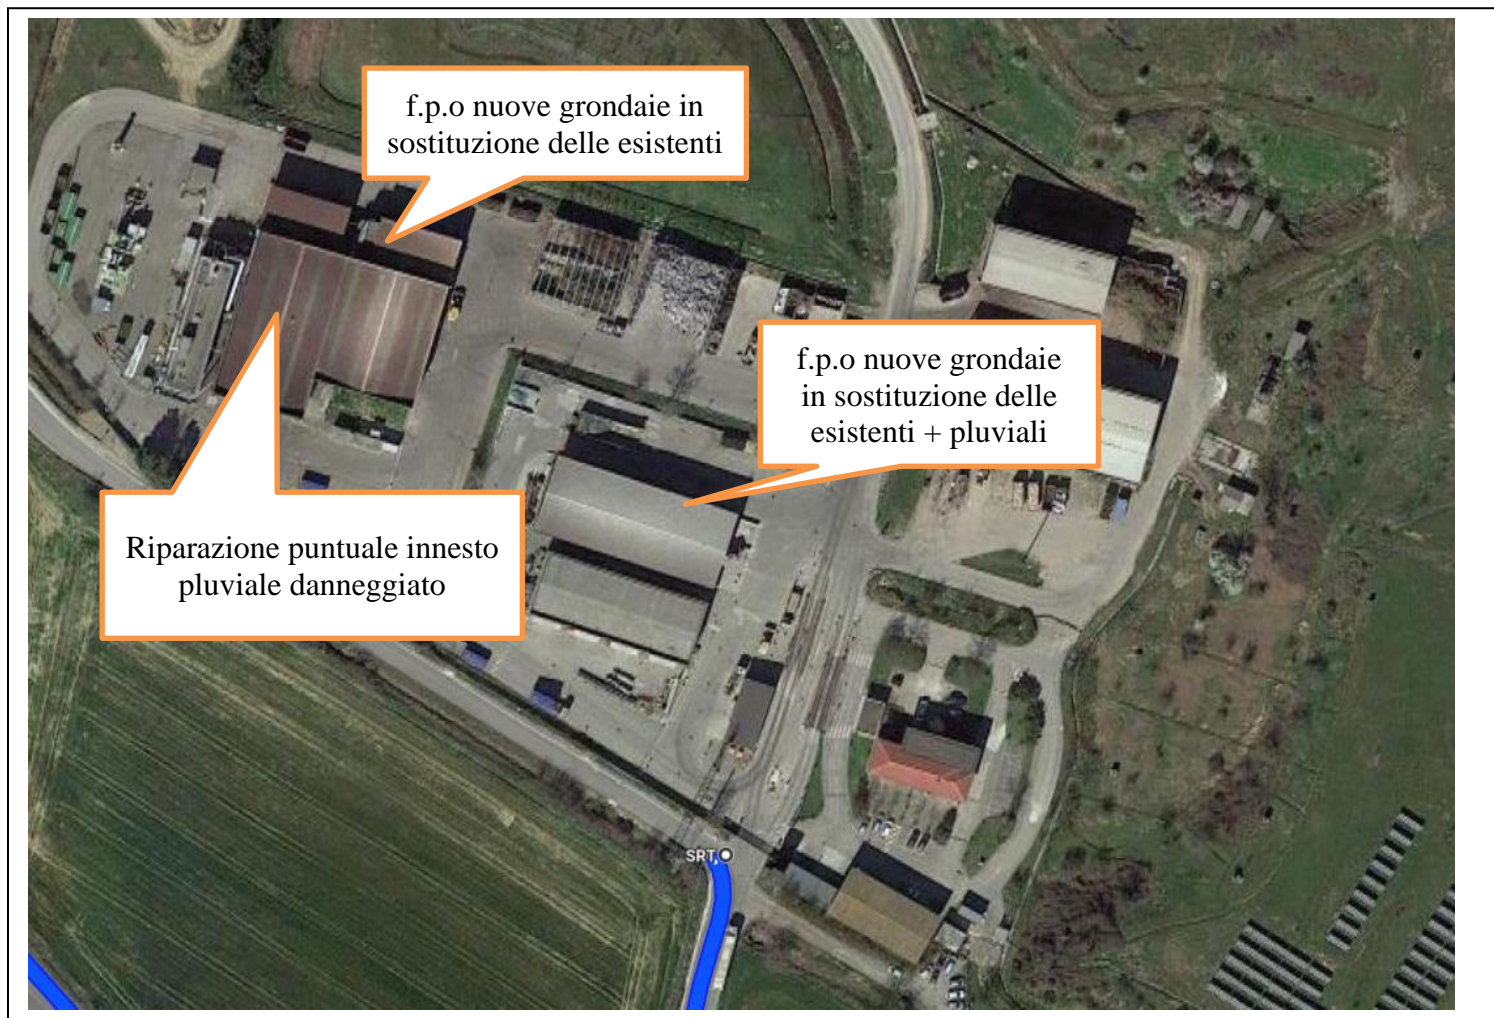 f.p.o nuove grondaie in
sostituzione delle esistenti
f.p.o nuove grondaie
in sostituzione delle
esistenti + pluviali
Riparazione puntuale innesto
pluviale danneggiato
SRT,